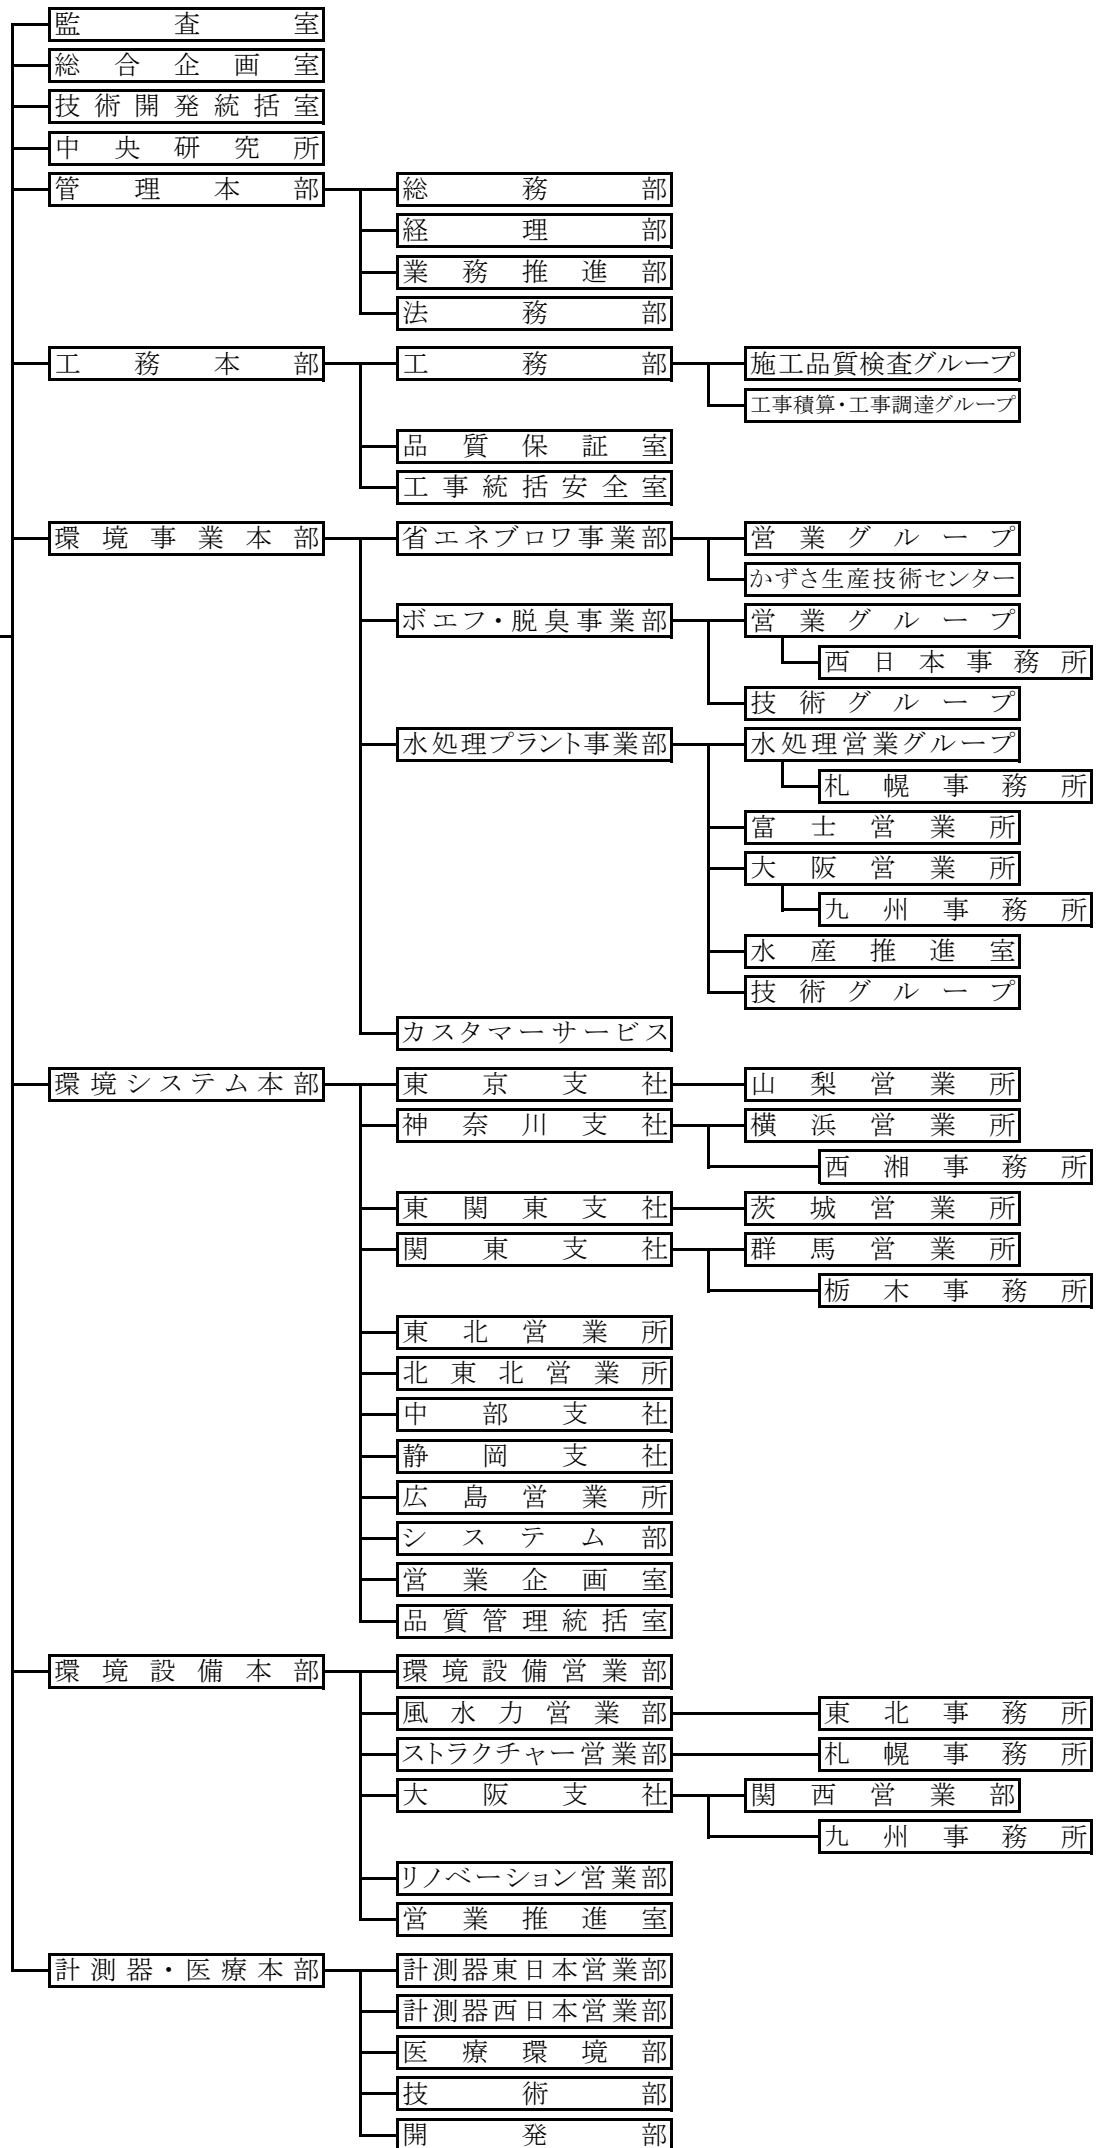 監査室
総合企画室
技術開発統括室
中央研究所
管理本部 総務部
経理部
業務推進部
法務部
工務本部 工務部 施工品質検査グループ
工事積算・工事調達グループ
品質保証室
工事統括安全室
環境事業本部 省エネブロワ事業部 営業グループ
かずさ生産技術センター
ボエフ・脱臭事業部 営業グループ
西日本事務所
技術グループ
水処理プラント事業部 水処理営業グループ
札幌事務所
富士営業所
大阪営業所
九州事務所
水産推進室
技術グループ
カスタマーサービス
環境システム本部 東京支社 山梨営業所
神奈川支社 横浜営業所
西湘事務所
東関東支社 茨城営業所
関東支社 群馬営業所
栃木事務所
東北営業所
北東北営業所
中部支社
静岡支社
広島営業所
システム部
営業企画室
品質管理統括室
環境設備本部 環境設備営業部
風水力営業部 東北事務所
ストラクチャー営業部 札幌事務所
大阪支社 関西営業部
九州事務所
リノベーション営業部
営業推進室
計測器・医療本部 計測器東日本営業部
計測器西日本営業部
医療環境部
技術部
開発部